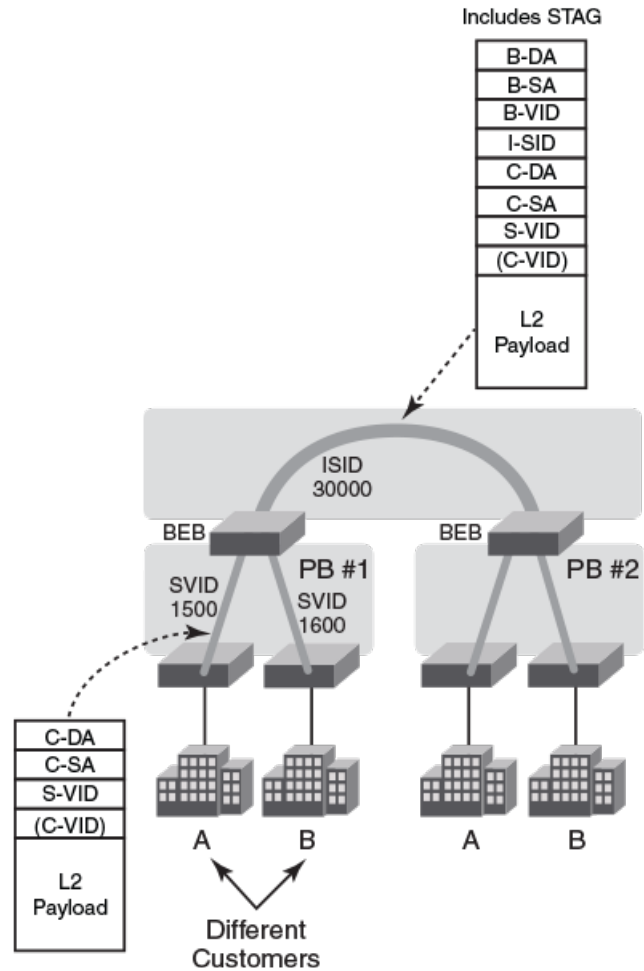 Includes STAG
B-DA
B-SA
B-VID
I-SID
C-DA
C-SA
S-VID
(C-VID)
L2
Payload
ISID
30000
BEB
BEB
PB #1
PB #2
SVID
1500
SVID
1600
C-DA
C-SA
S-VID
(C-VID)
L2
Payload
A
B
A
B
Different
Customers